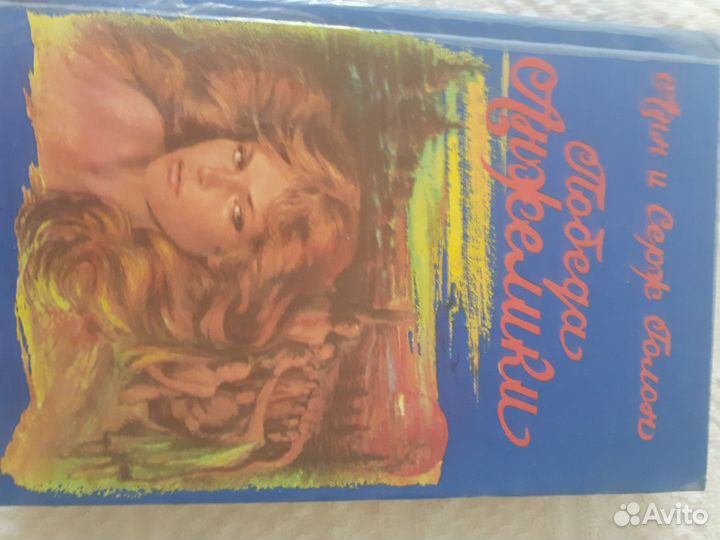 Анн и Серж Голон
Победа
Анжелики
Avito